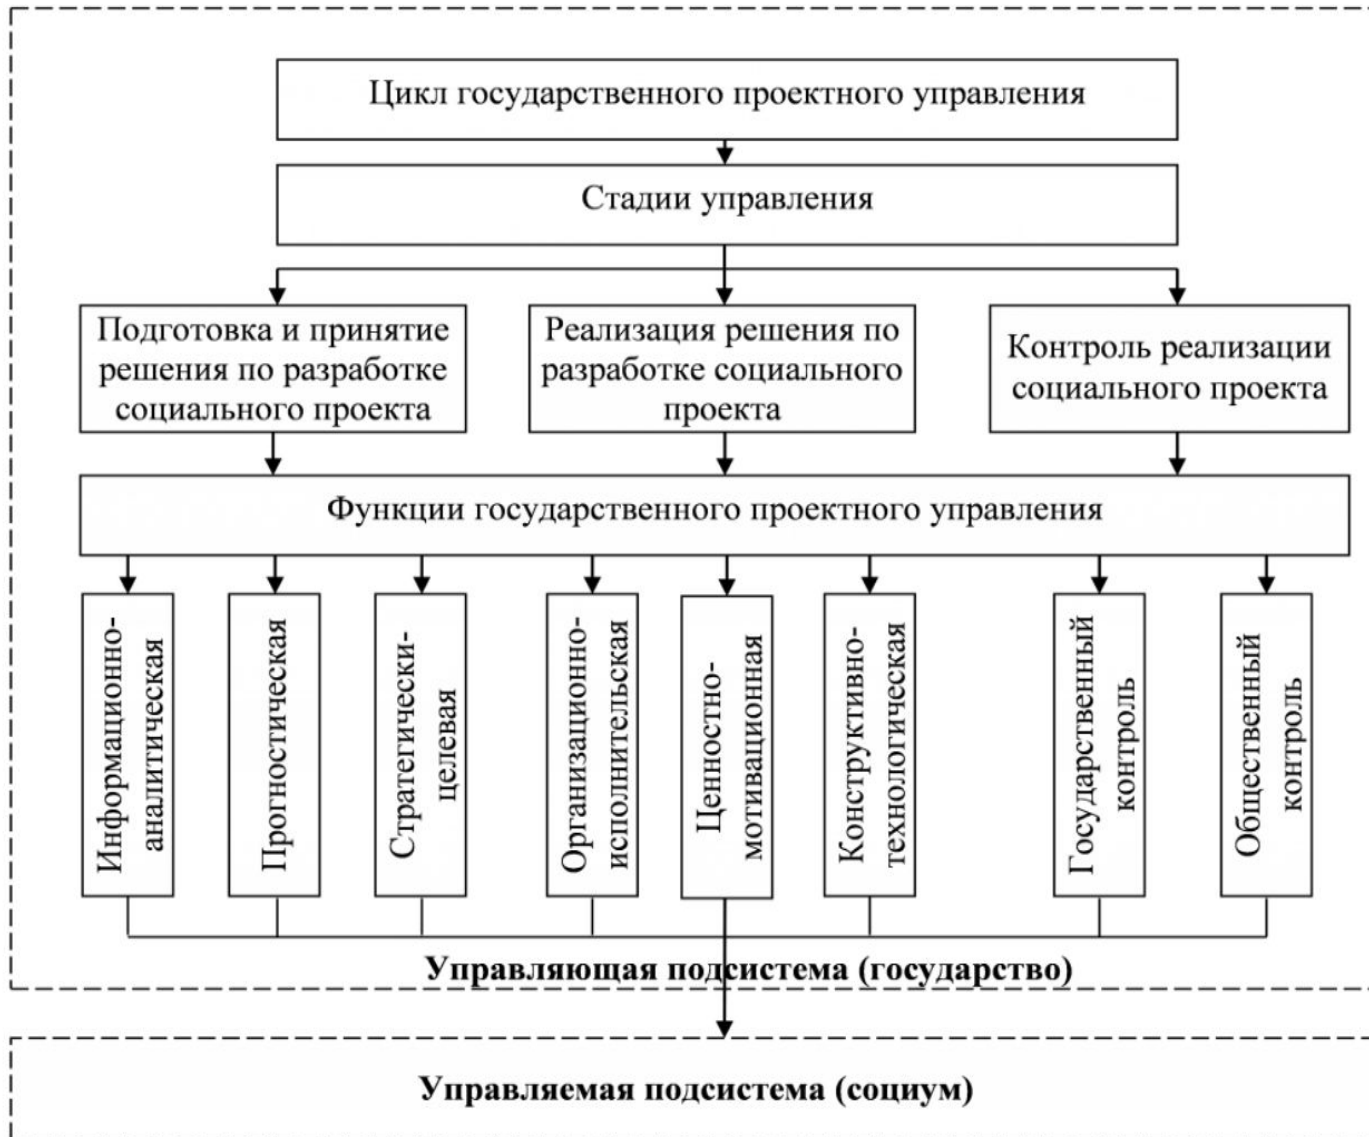 Цикл государственного проектного управления
Стадии управления
Подготовка и принятие
решения по разработке
социального проекта
Реализация решения по
разработке социального
проекта
Контроль реализации
социального проекта
Функции государственного проектного управления
Информационно-
аналитическая
Прогностическая
Стратегически-
целевая
Организационно-
исполнительская
Ценностно-
мотивационная
Конструктивно-
технологическая
Государственный
контроль
Общественный
контроль
Управляющая подсистема (государство)
Управляемая подсистема (социум)